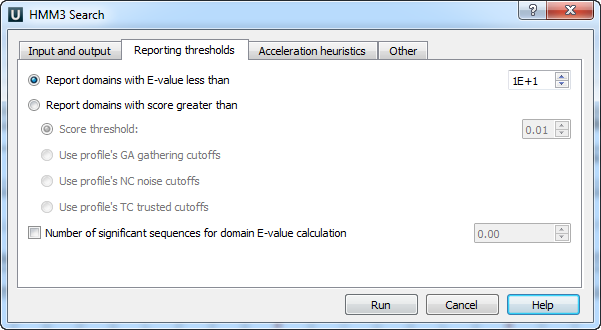 U HMM3 Search ?
Input and output Reporting thresholds Acceleration heuristics Other
Report domains with E-value less than 1E+1
Report domains with score greater than
Score threshold: 0.01
Use profile's GA gathering cutoffs
Use profile's NC noise cutoffs
Use profile's TC trusted cutoffs
Number of significant sequences for domain E-value calculation 0.00
Run Cancel Help